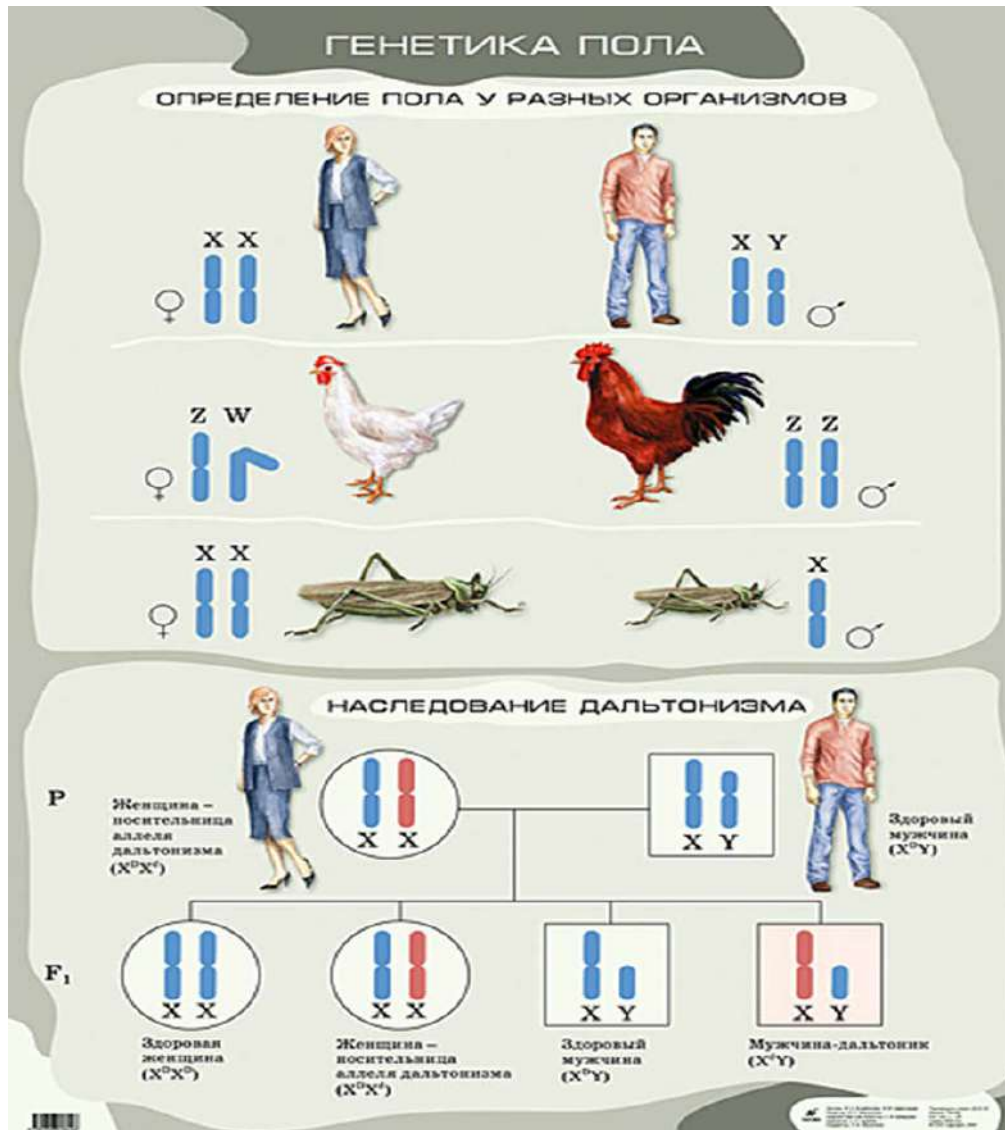 ГЕНЕТИКА ПОЛА
ОПРЕДЕЛЕНИЕ ПОЛА У РАЗНЫХ ОРГАНИЗМОВ
X X
X Y
♀
♂
Z W
Z Z
♀
♂
X X
X
♀
♂
НАСЛЕДОВАНИЕ ДАЛЬТОНИЗМА
P
Женщина –
носительница
аллеля
дальтонизма
(XᴰXᵈ)
X X
X Y
Здоровый
мужчина
(XᴰY)
F₁
X X
X X
X Y
X Y
Здоровая
женщина
(XᴰXᴰ)
Женщина –
носительница
аллеля дальтонизма
(XᴰXᵈ)
Здоровый
мужчина
(XᴰY)
Мужчина-дальтоник
(XᵈY)